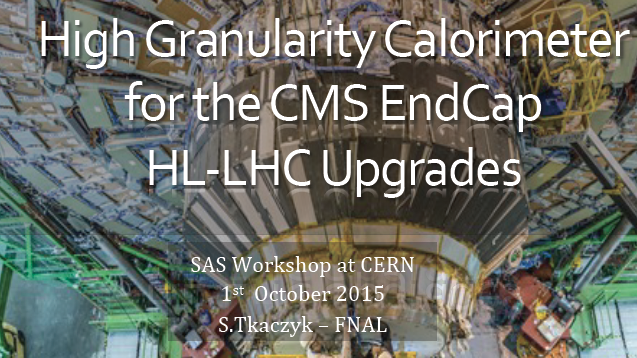 High Granularity Calorimeter
for the CMS EndCap
HL-LHC Upgrades
SAS Workshop at CERN
1st October 2015
S.Tkaczyk – FNAL